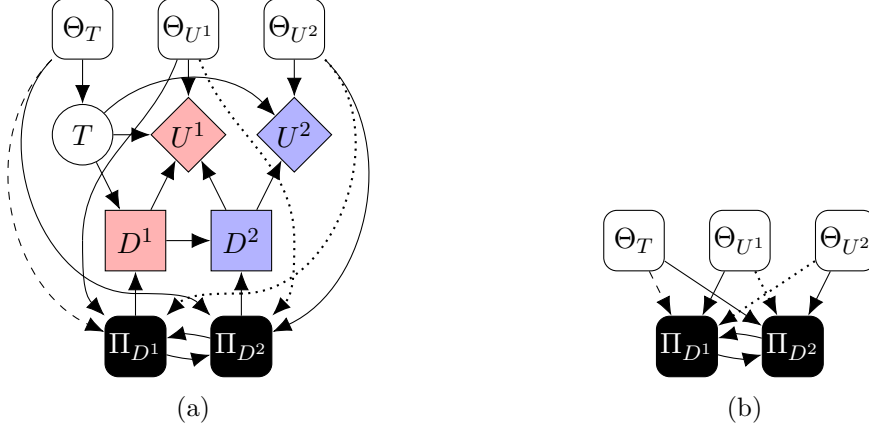 Θ_T Θ_{U^1} Θ_{U^2}
T U^1 U^2
D^1 D^2
Θ_T Θ_{U^1} Θ_{U^2}
Π_{D^1} Π_{D^2} Π_{D^1} Π_{D^2}
(a) (b)